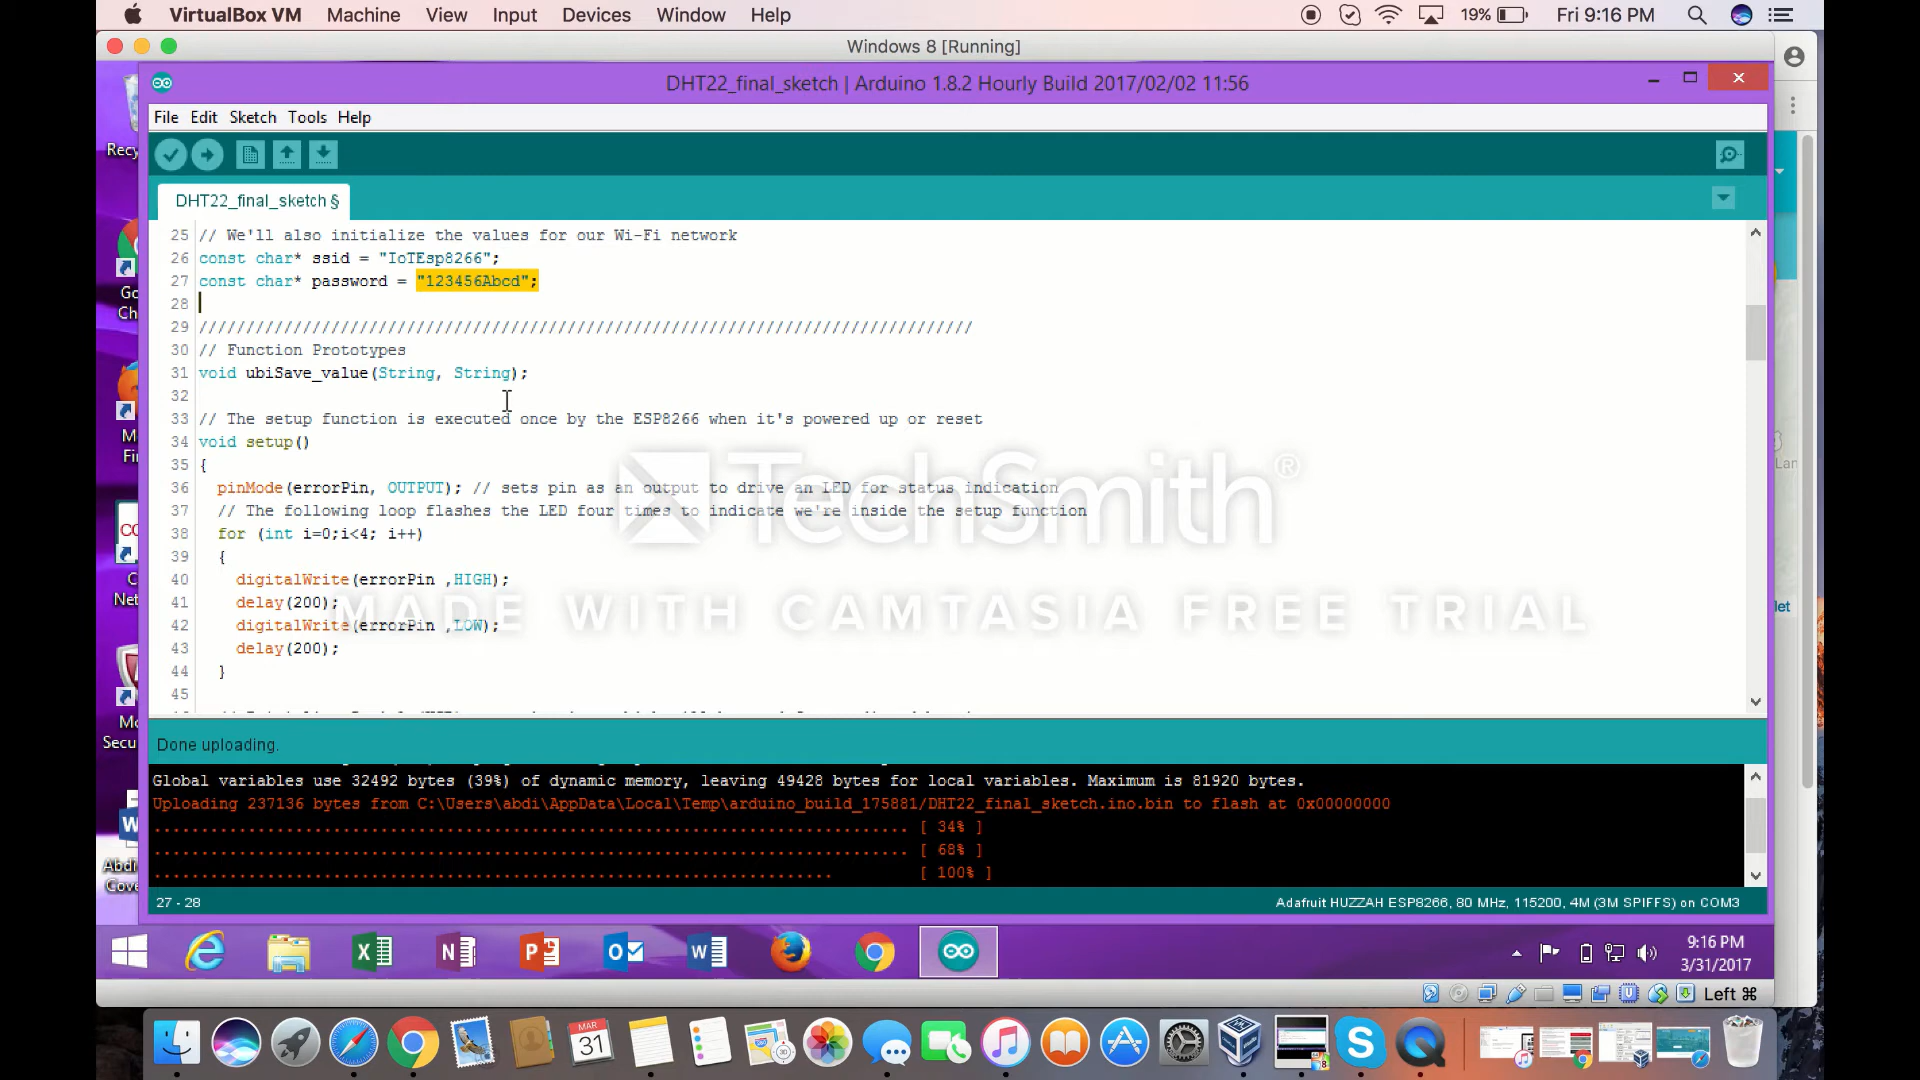 VirtualBox VM Machine View Input Devices Window Help 19% Fri 9:16 PM
Windows 8 [Running]
DHT22_final_sketch | Arduino 1.8.2 Hourly Build 2017/02/02 11:56
File Edit Sketch Tools Help
DHT22_final_sketch §
25 // We'll also initialize the values for our Wi-Fi network
26 const char* ssid = "IoTEsp8266";
27 const char* password = "123456Abcd";
28
29 //////////////////////////////////////////////////////////////////////////////////
30 // Function Prototypes
31 void ubiSave_value(String, String);
32
33 // The setup function is executed once by the ESP8266 when it's powered up or reset
34 void setup()
35 {
36 pinMode(errorPin, OUTPUT); // sets pin as an output to drive an LED for status indication
37 // The following loop flashes the LED four times to indicate we're inside the setup function
38 for (int i=0;i<4; i++)
39 {
40 digitalWrite(errorPin ,HIGH);
41 delay(200);
42 digitalWrite(errorPin ,LOW);
43 delay(200);
44 }
45
TechSmith®
MADE WITH CAMTASIA FREE TRIAL
Done uploading.
Global variables use 32492 bytes (39%) of dynamic memory, leaving 49428 bytes for local variables. Maximum is 81920 bytes.
Uploading 237136 bytes from C:\Users\abdi\AppData\Local\Temp\arduino_build_175881/DHT22_final_sketch.ino.bin to flash at 0x00000000
................................................................................ [ 34% ]
................................................................................ [ 68% ]
........................................................................ [ 100% ]
27 - 28
Adafruit HUZZAH ESP8266, 80 MHz, 115200, 4M (3M SPIFFS) on COM3
9:16 PM
3/31/2017
Left ⌘
MAR
31